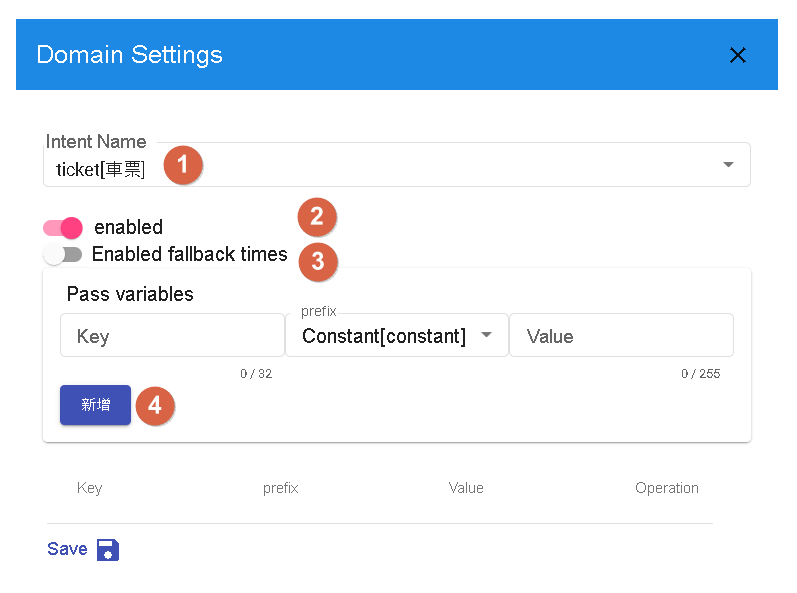 Domain Settings
Intent Name
ticket[車票]
1
enabled
2
Enabled fallback times
3
Pass variables
prefix
Key
Constant[constant]
Value
0 / 32
0 / 255
新增
4
Key prefix Value Operation
Save